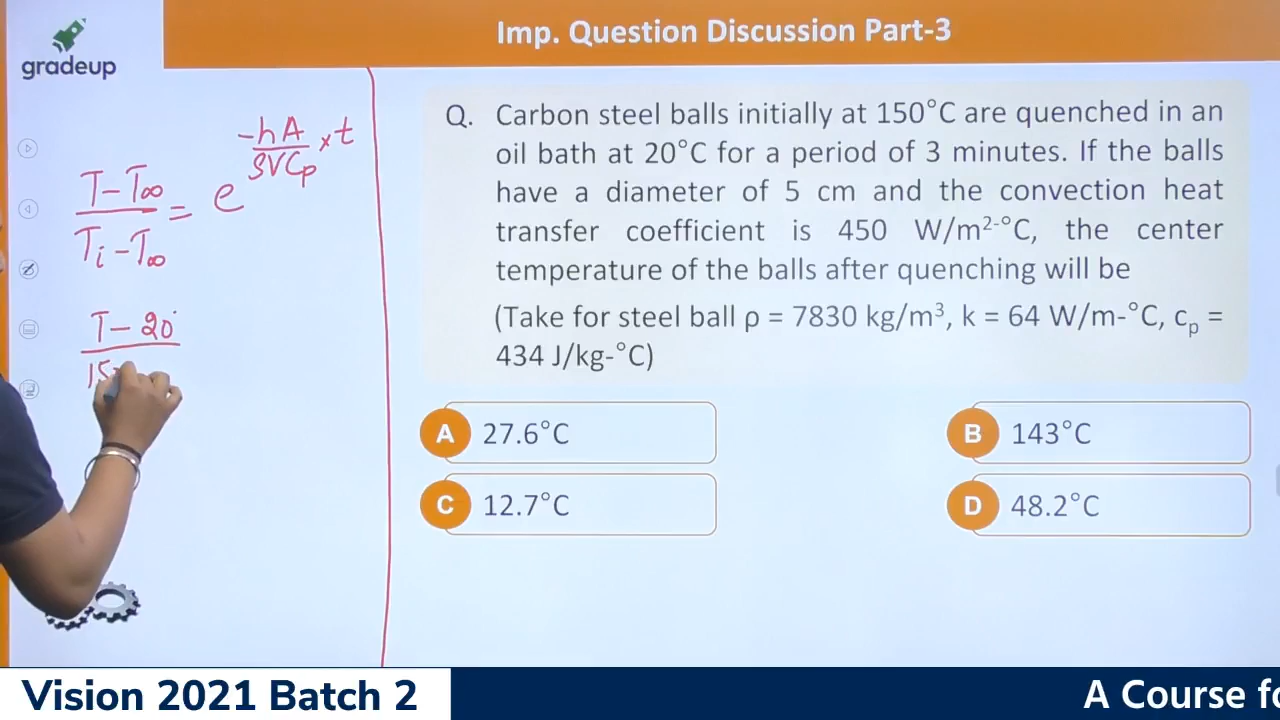 gradeup
Imp. Question Discussion Part-3
-hA/ρVCp × t
T-T∞/Ti-T∞ = e
T-20°
15
Q. Carbon steel balls initially at 150°C are quenched in an
oil bath at 20°C for a period of 3 minutes. If the balls
have a diameter of 5 cm and the convection heat
transfer coefficient is 450 W/m²⁻°C, the center
temperature of the balls after quenching will be
(Take for steel ball ρ = 7830 kg/m³, k = 64 W/m-°C, cₚ =
434 J/kg-°C)
A 27.6°C
B 143°C
C 12.7°C
D 48.2°C
Vision 2021 Batch 2
A Course fo